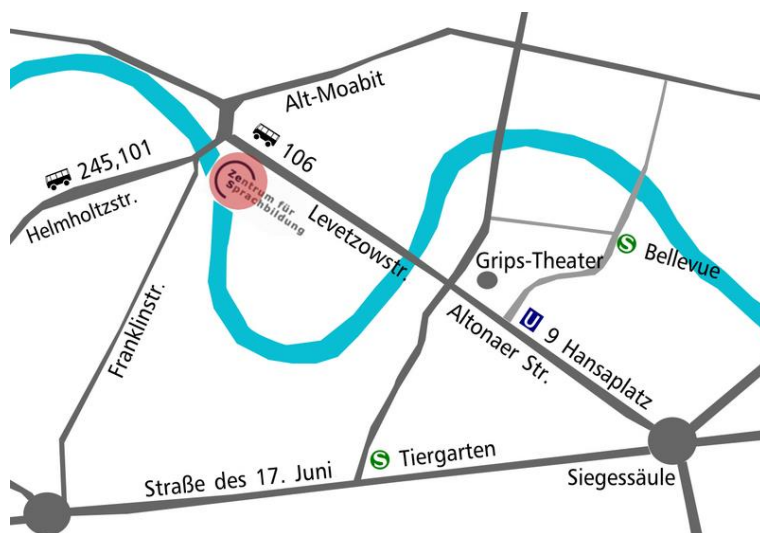 Alt-Moabit
245,101
106
Helmholtzstr.
Zentrum für
Sprachbildung
Levetzowstr.
Franklinstr.
Grips-Theater
S Bellevue
Altonaer Str.
U 9 Hansaplatz
S Tiergarten
Straße des 17. Juni
Siegessäule